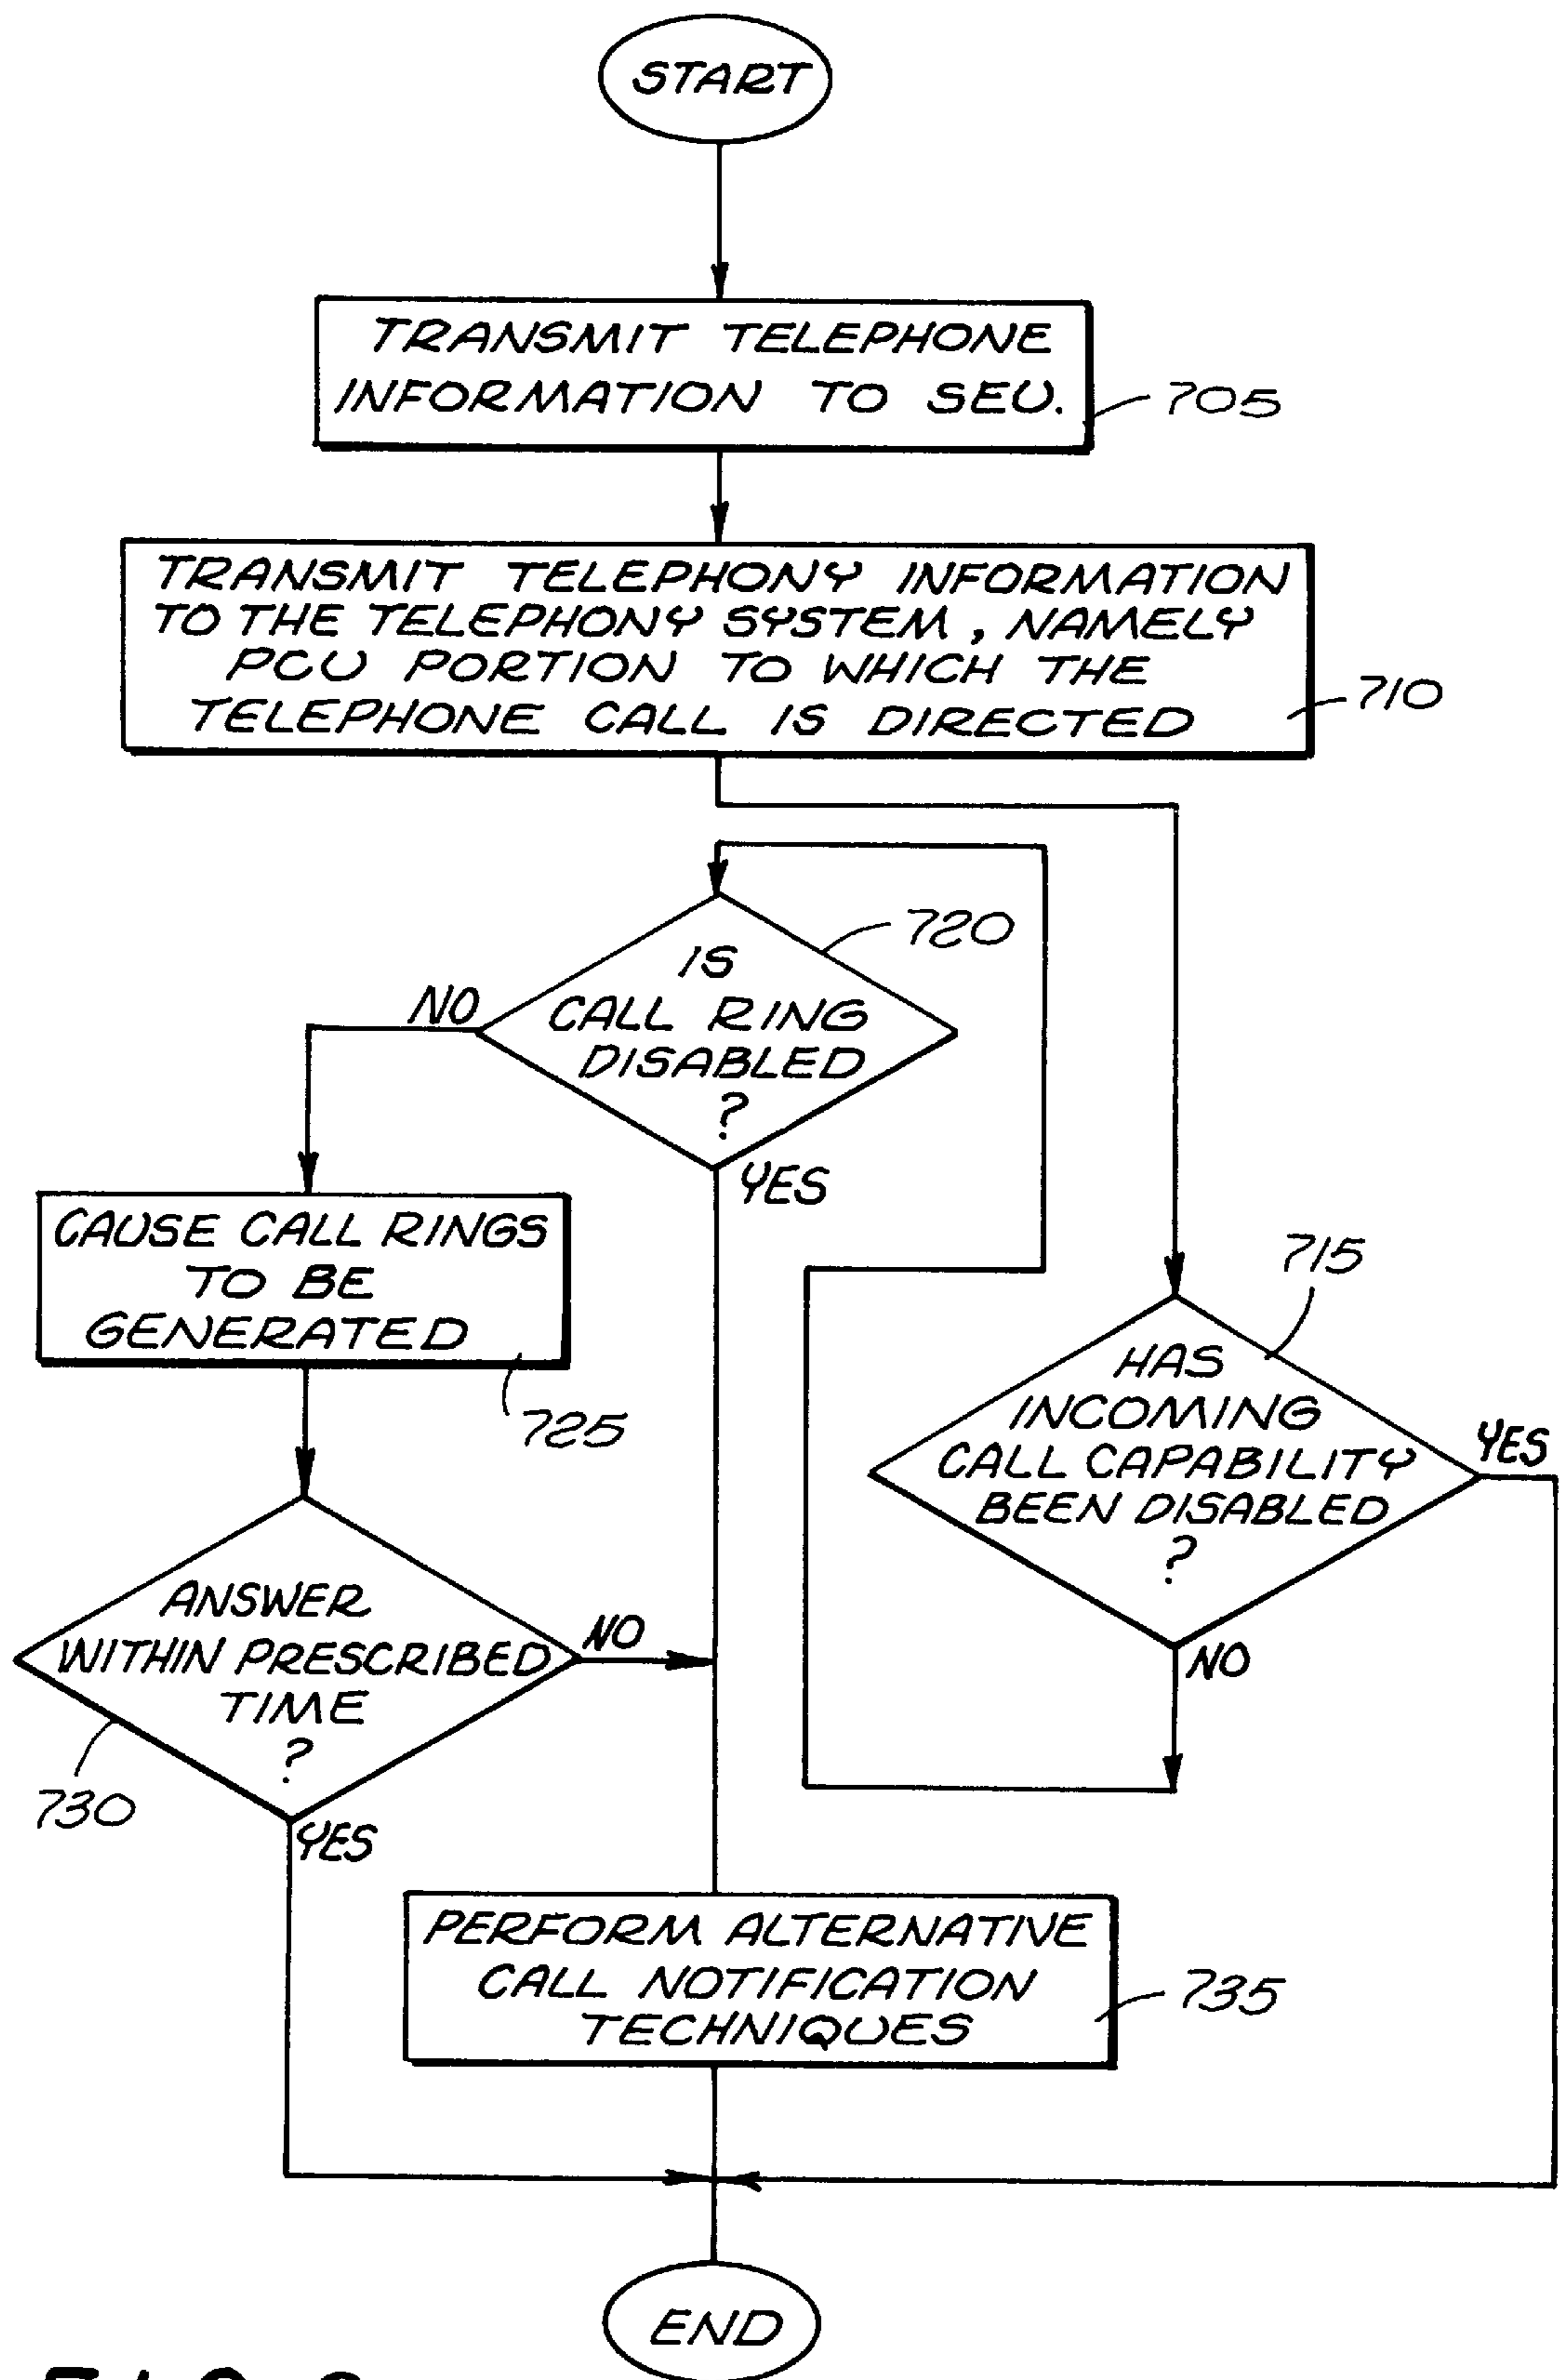 START
TRANSMIT TELEPHONE
INFORMATION TO SEU.
705
TRANSMIT TELEPHONY INFORMATION
TO THE TELEPHONY SYSTEM, NAMELY
PCU PORTION TO WHICH THE
TELEPHONE CALL IS DIRECTED
710
720
IS
CALL RING
DISABLED
?
NO
YES
CAUSE CALL RINGS
TO BE
GENERATED
725
715
HAS
INCOMING
CALL CAPABILITY
BEEN DISABLED
?
YES
NO
ANSWER
WITHIN PRESCRIBED
TIME
?
NO
730
YES
PERFORM ALTERNATIVE
CALL NOTIFICATION
TECHNIQUES
735
END